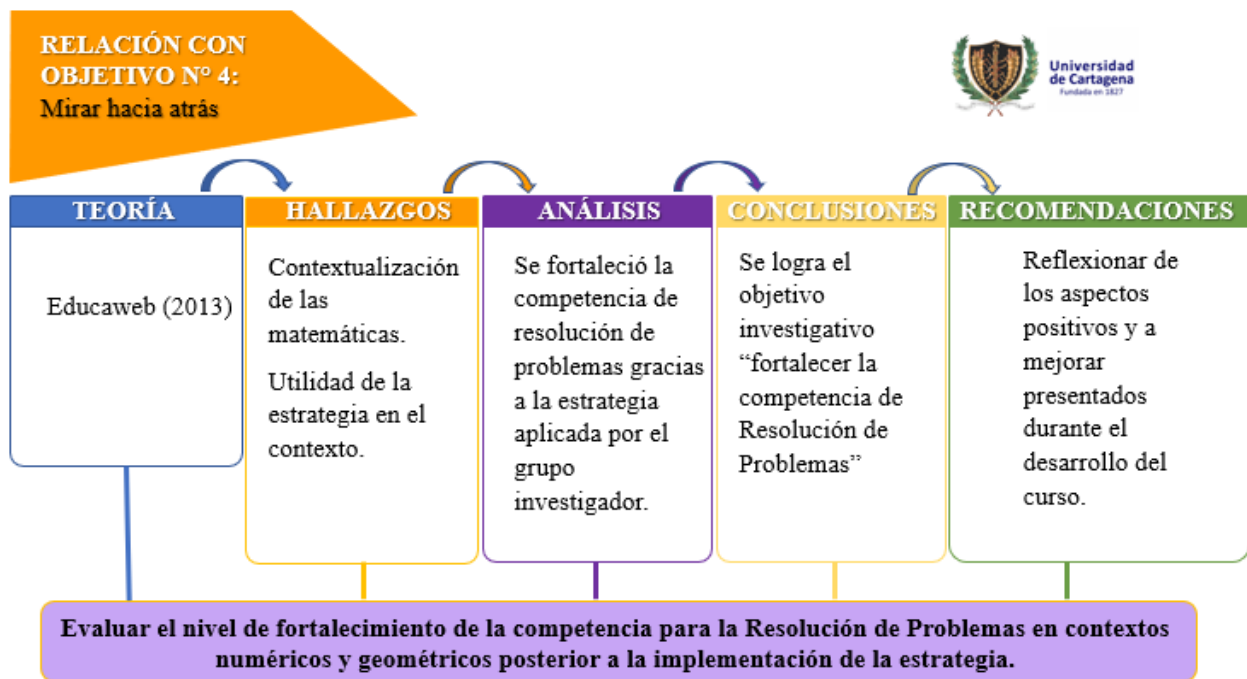 RELACIÓN CON
OBJETIVO N° 4:
Mirar hacia atrás
Universidad
de Cartagena
Fundada en 1827
TEORÍA
Educaweb (2013)
HALLAZGOS
Contextualización
de las
matemáticas.
Utilidad de la
estrategia en el
contexto.
ANÁLISIS
Se fortaleció la
competencia de
resolución de
problemas gracias
a la estrategia
aplicada por el
grupo
investigador.
CONCLUSIONES
Se logra el
objetivo
investigativo
“fortalecer la
competencia de
Resolución de
Problemas”
RECOMENDACIONES
Reflexionar de
los aspectos
positivos y a
mejorar
presentados
durante el
desarrollo del
curso.
Evaluar el nivel de fortalecimiento de la competencia para la Resolución de Problemas en contextos
numéricos y geométricos posterior a la implementación de la estrategia.